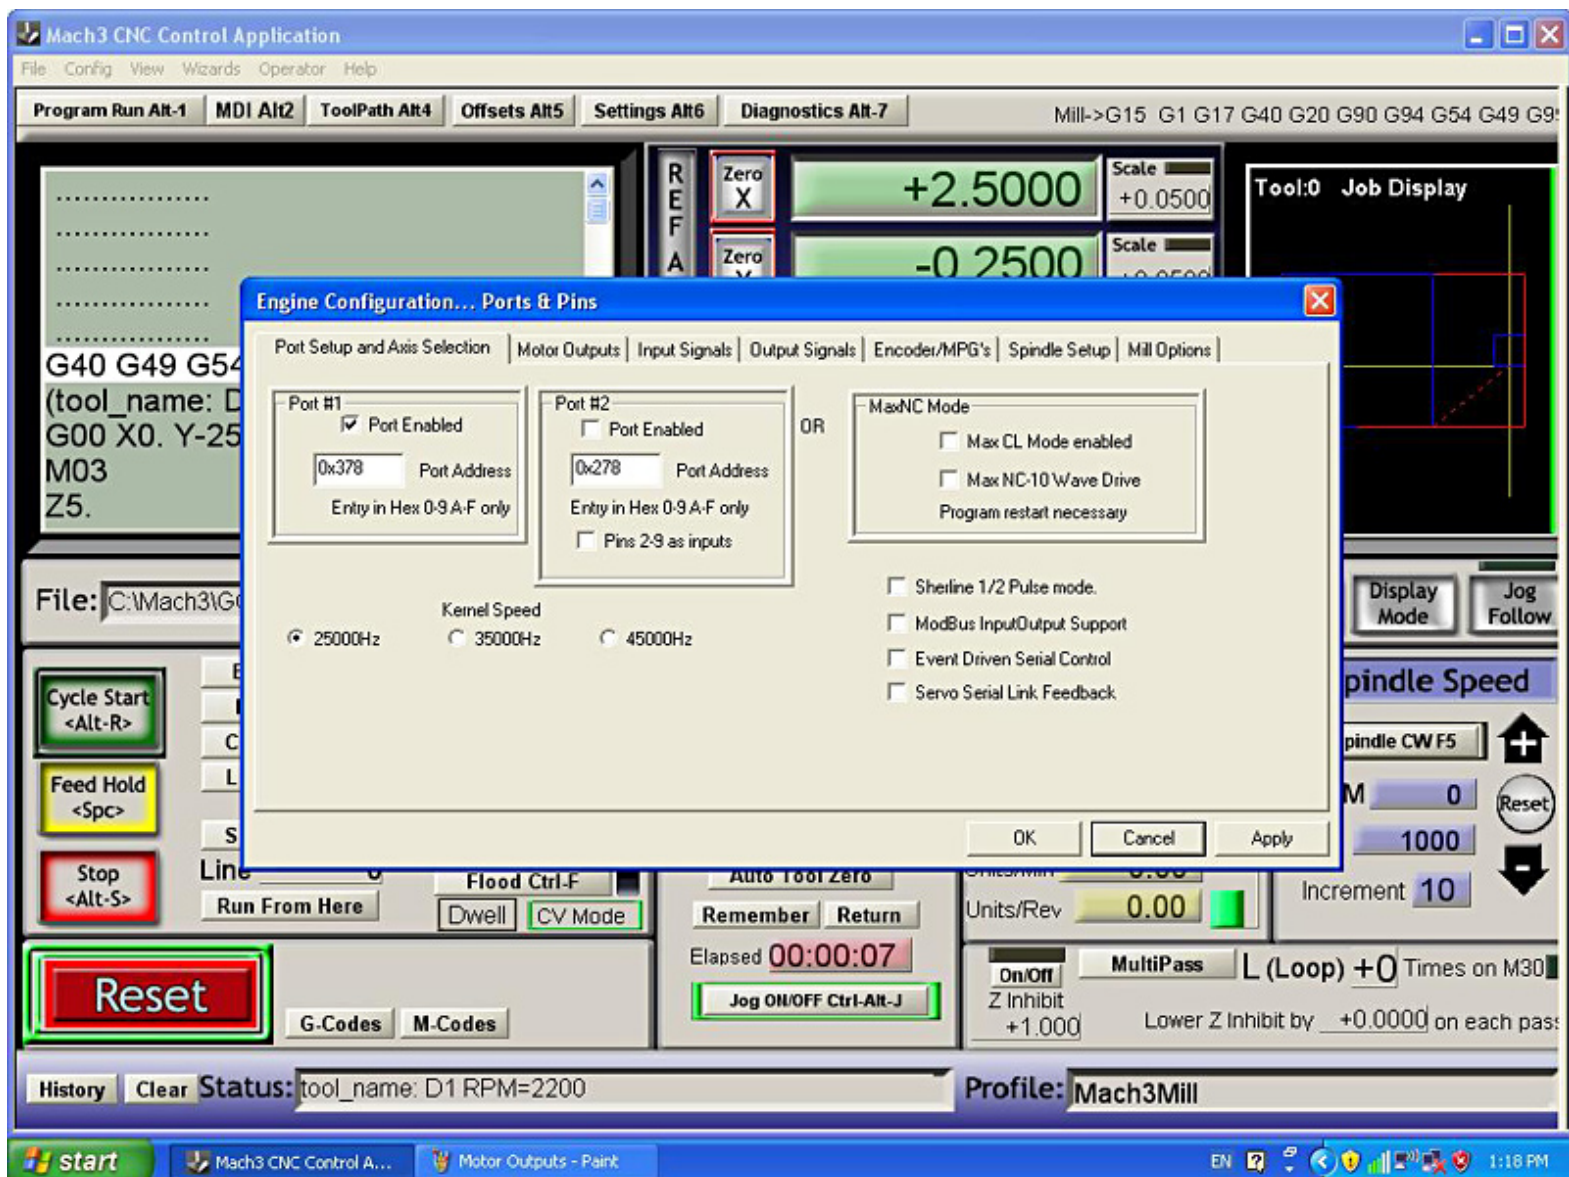 Mach3 CNC Control Application
File Config View Wizards Operator Help
Program Run Alt-1 MDI Alt2 ToolPath Alt4 Offsets Alt5 Settings Alt6 Diagnostics Alt-7 Mill->G15 G1 G17 G40 G20 G90 G94 G54 G49
REF A
Zero X +2.5000 Scale +0.0500
Zero -0.2500 Scale
Tool:0 Job Display
.................
.................
.................
.................
.................
G40 G49 G54
(tool_name:
G00 X0. Y-25
M03
Z5.
Engine Configuration... Ports & Pins
Port Setup and Axis Selection Motor Outputs Input Signals Output Signals Encoder/MPG's Spindle Setup Mill Options
Port #1
Port Enabled
0x378 Port Address
Entry in Hex 0-9 A-F only
Port #2
Port Enabled
0x278 Port Address
Entry in Hex 0-9 A-F only
Pins 2-9 as inputs
OR
MaxNC Mode
Max CL Mode enabled
Max NC-10 Wave Drive
Program restart necessary
Kernel Speed
25000Hz 35000Hz 45000Hz
Sherline 1/2 Pulse mode.
ModBus InputOutput Support
Event Driven Serial Control
Servo Serial Link Feedback
OK Cancel Apply
File: C:\Mach3\G
Display Mode
Jog Follow
Cycle Start
<Alt-R>
Feed Hold
<Spc>
Stop
<Alt-S>
Line
Run From Here
Flood Ctrl-F
Dwell CV Mode
Auto Tool Zero
Remember Return
Elapsed 00:00:07
Jog ON/OFF Ctrl-Alt-J
Units/Min 0.00
Units/Rev 0.00
pindle Speed
pindle CW F5 +
M 0 Reset
1000 -
Increment 10
Reset
G-Codes M-Codes
On/Off
Z Inhibit
+1.000
MultiPass L (Loop) +0 Times on M30
Lower Z Inhibit by +0.0000 on each pas
History Clear Status: tool_name: D1 RPM=2200 Profile: Mach3Mill
start Mach3 CNC Control A... Motor Outputs - Paint EN 1:18 PM